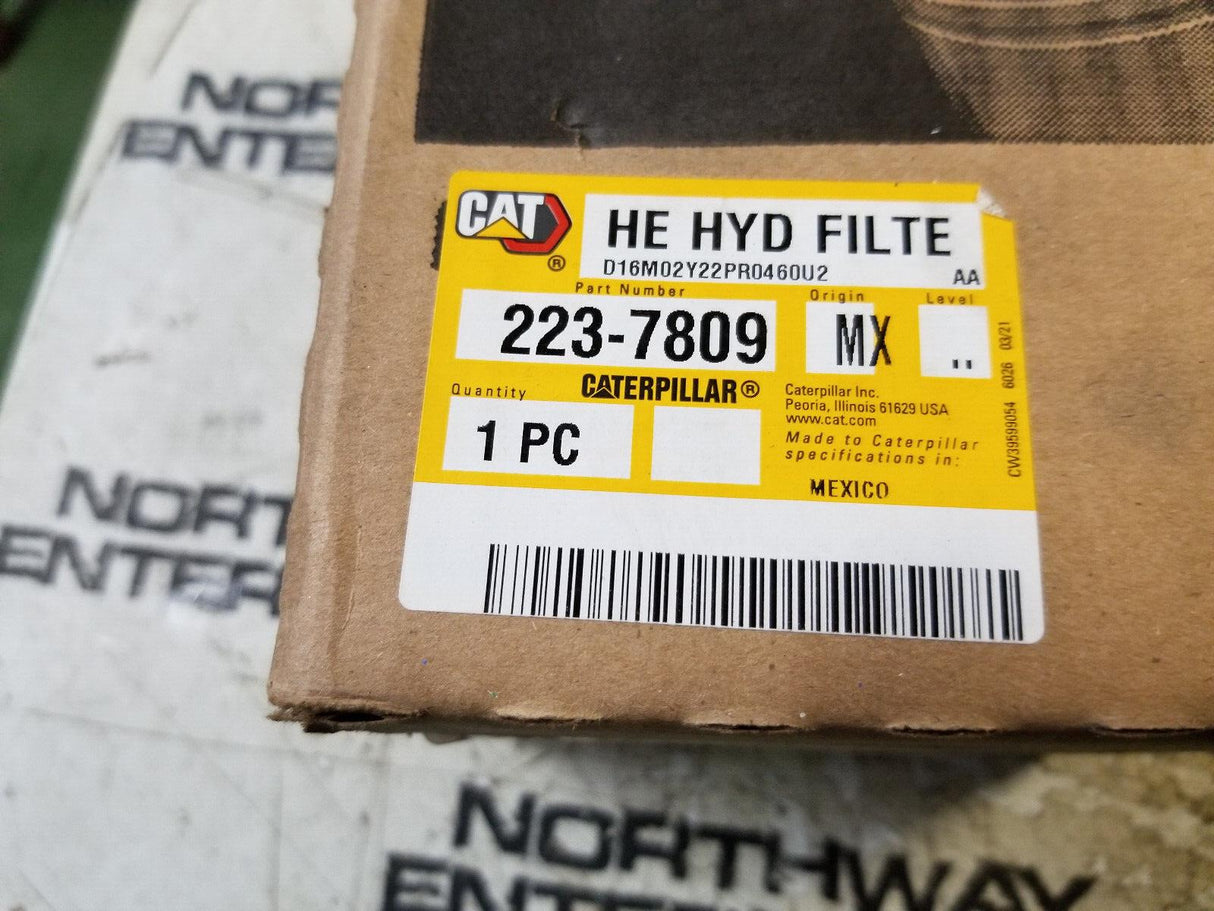 NOR
ENTE
CAT
®
HE HYD FILTE
D16M02Y22PR0460U2
AA
Part Number
Origin
Level
223-7809
MX
..
Quantity
CATERPILLAR®
1 PC
Caterpillar Inc.
Peoria, Illinois 61629 USA
www.cat.com
Made to Caterpillar
specifications in:
MEXICO
CW39599054 6026 03/21
NORT
ENTER
NORTHWAY
ENTE